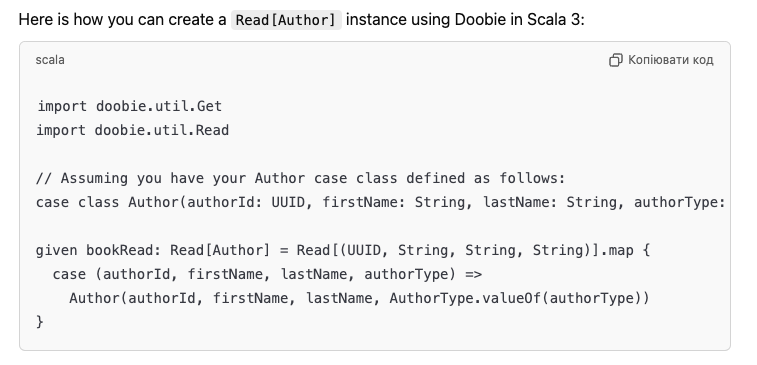 Here is how you can create a Read[Author] instance using Doobie in Scala 3:
scala
Копіювати код
import doobie.util.Get
import doobie.util.Read
// Assuming you have your Author case class defined as follows:
case class Author(authorId: UUID, firstName: String, lastName: String, authorType:
given bookRead: Read[Author] = Read[(UUID, String, String, String)].map {
  case (authorId, firstName, lastName, authorType) =>
    Author(authorId, firstName, lastName, AuthorType.valueOf(authorType))
}